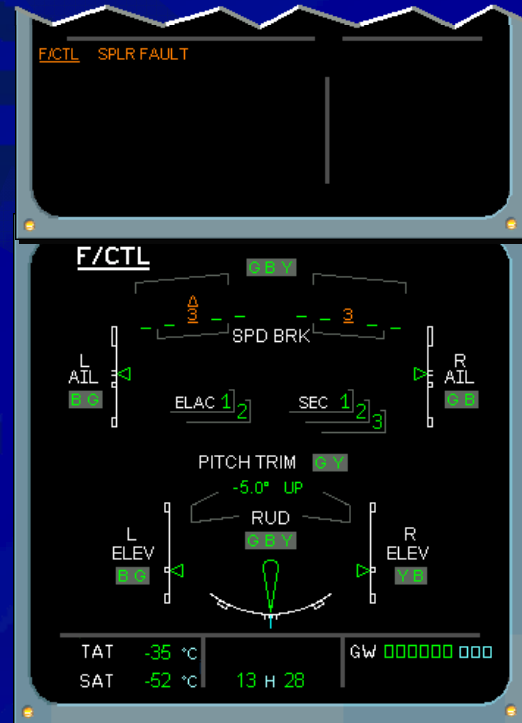 F/CTL SPLR FAULT
F/CTL
G B Y
3 3
SPD BRK
L AIL
B G
R AIL
G B
ELAC 1 2
SEC 1 2 3
PITCH TRIM G Y
-5.0° UP
RUD
G B Y
L ELEV
B G
R ELEV
Y B
TAT -35 °C
GW
SAT -52 °C 13 H 28